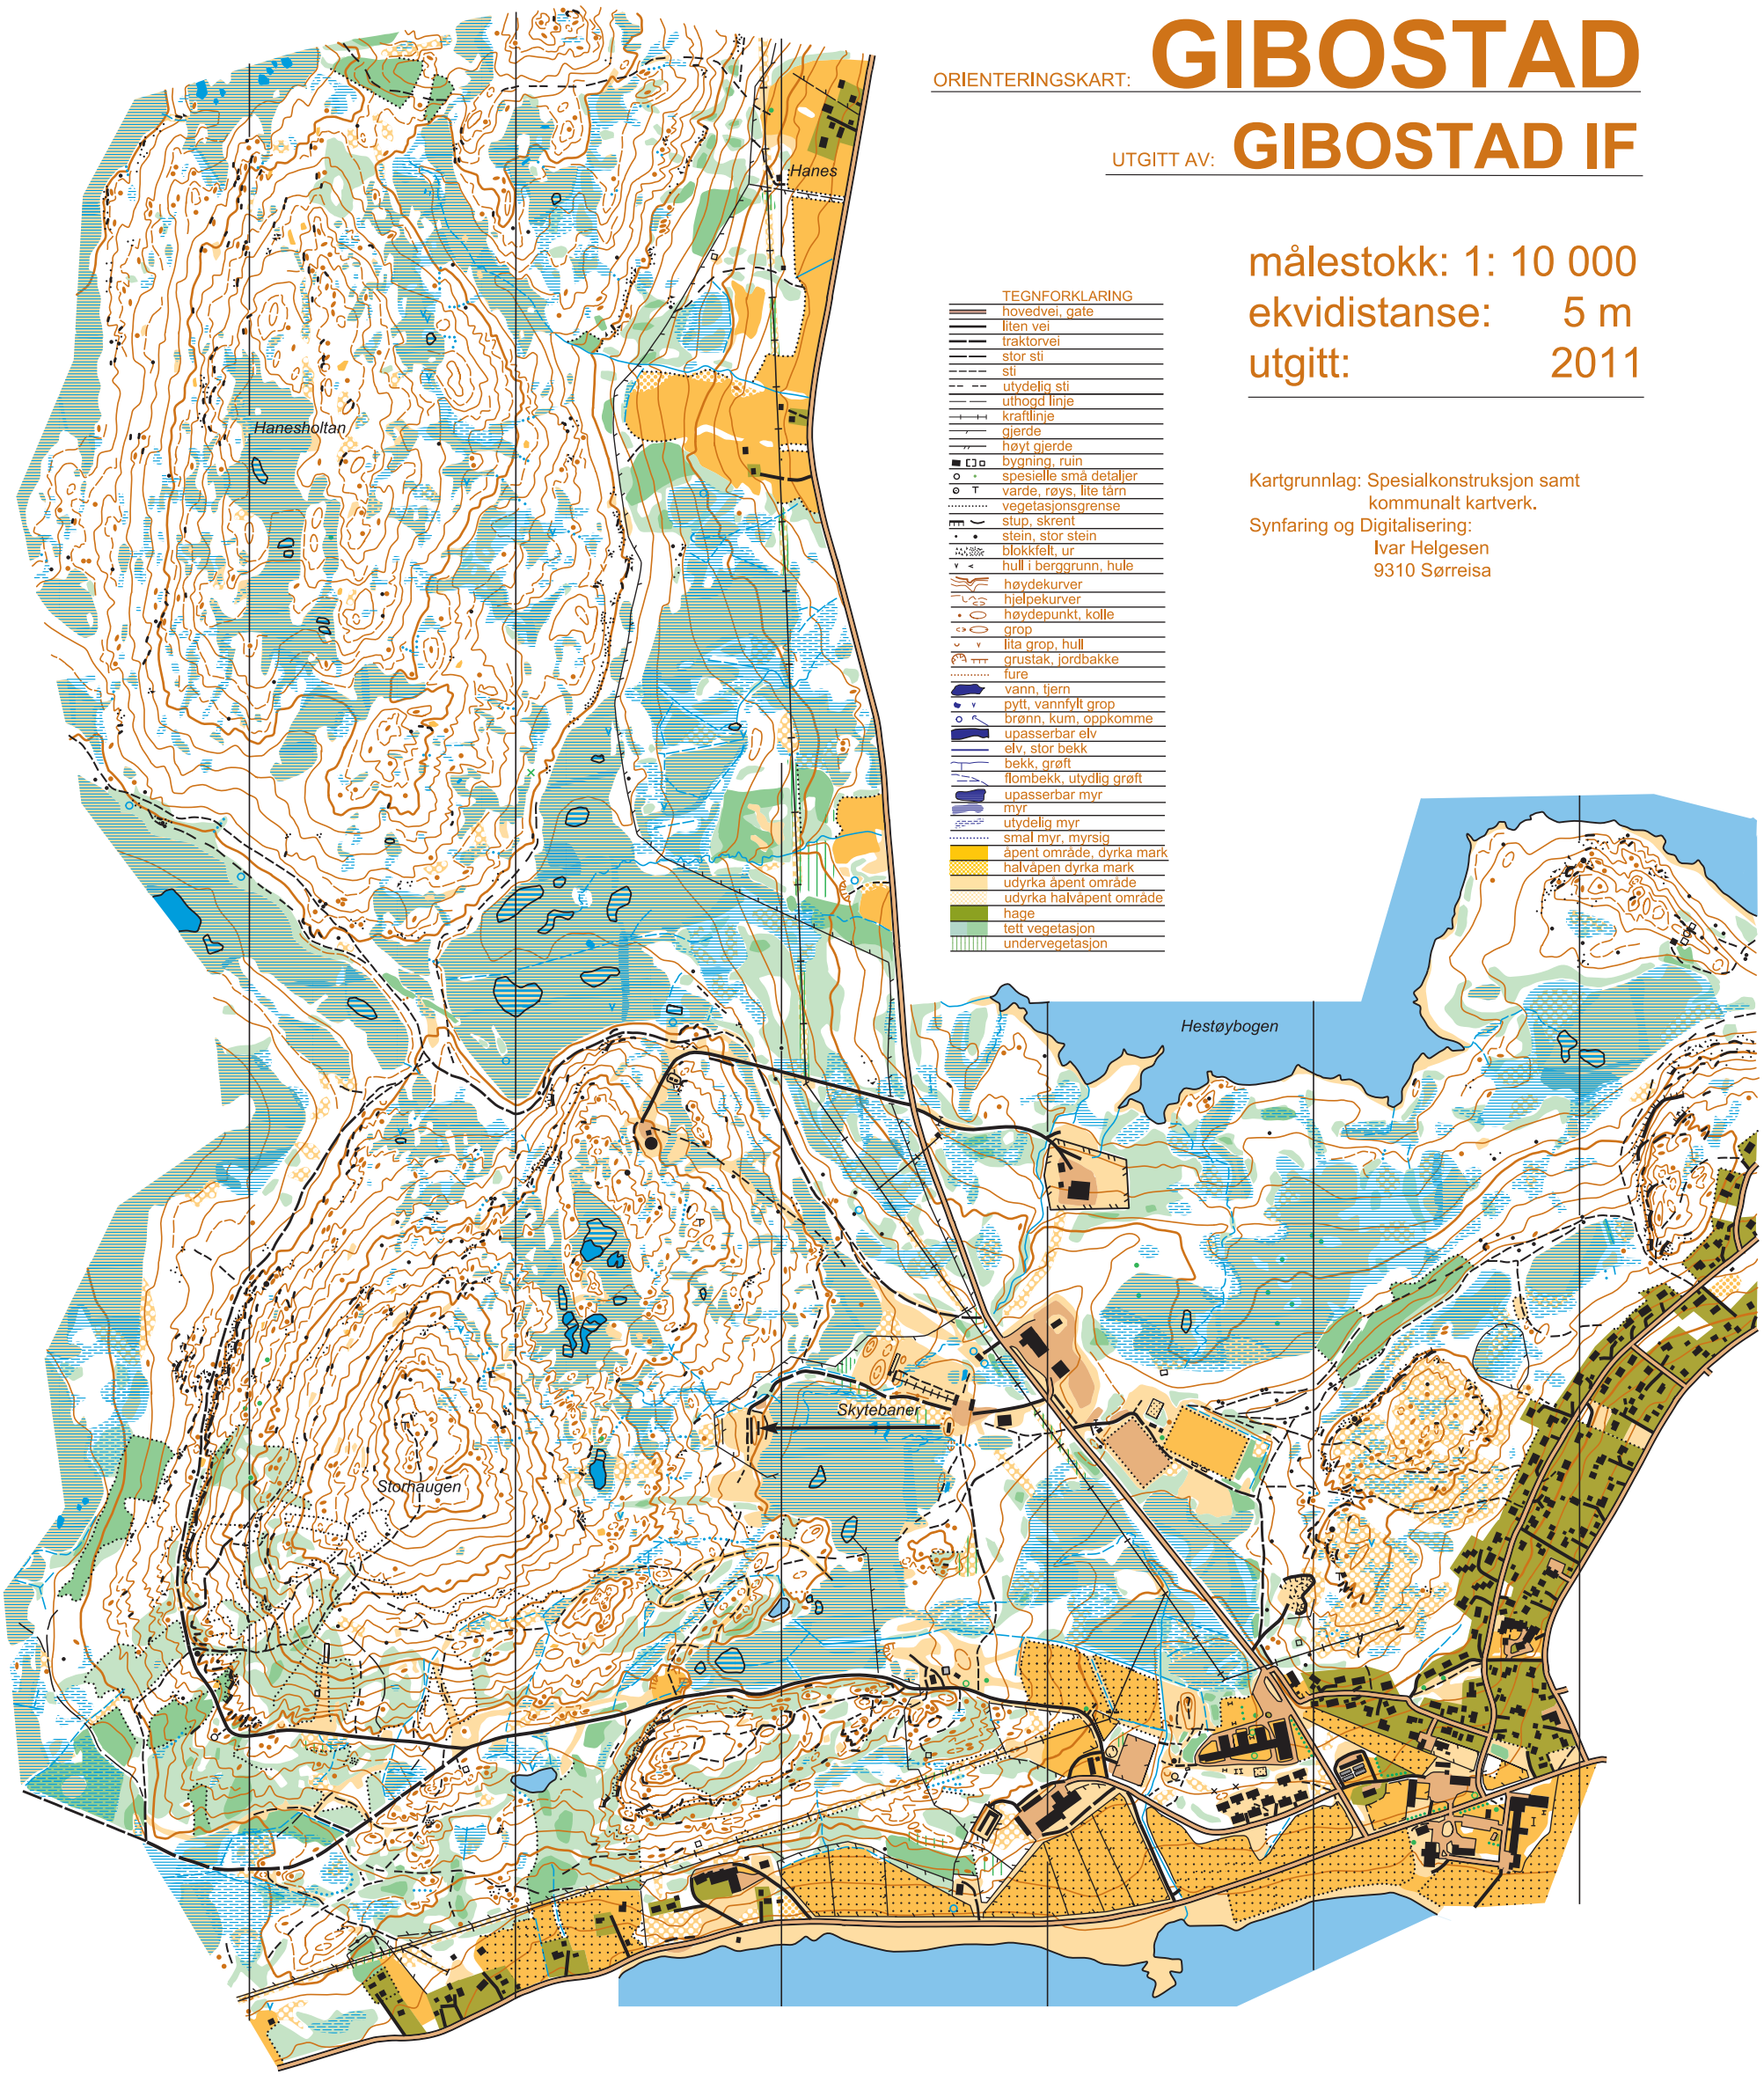 ORIENTERINGSKART: GIBOSTAD
UTGITT AV: GIBOSTAD IF
målestokk: 1: 10 000
ekvidistanse: 5 m
utgitt: 2011
Kartgrunnlag: Spesialkonstruksjon samt
kommunalt kartverk.
Synfaring og Digitalisering:
Ivar Helgesen
9310 Sørreisa
TEGNFORKLARING
hovedvei, gate
liten vei
traktorvei
stor sti
sti
utydelig sti
uthogd linje
kraftlinje
gjerde
høyt gjerde
bygning, ruin
spesielle små detaljer
varde, røys, lite tårn
vegetasjonsgrense
stup, skrent
stein, stor stein
blokkfelt, ur
hull i berggrunn, hule
høydekurver
hjelpekurver
høydepunkt, kolle
grop
lita grop, hull
grustak, jordbakke
fure
vann, tjern
pytt, vannfylt grop
brønn, kum, oppkomme
upasserbar elv
elv, stor bekk
bekk, grøft
flombekk, utydlig grøft
upasserbar myr
myr
utydelig myr
smal myr, myrsig
åpent område, dyrka mark
halvåpen dyrka mark
udyrka åpent område
udyrka halvåpent område
hage
tett vegetasjon
undervegetasjon
Hanes
Hanesholtan
Hestøybogen
Skytebaner
Storhaugen